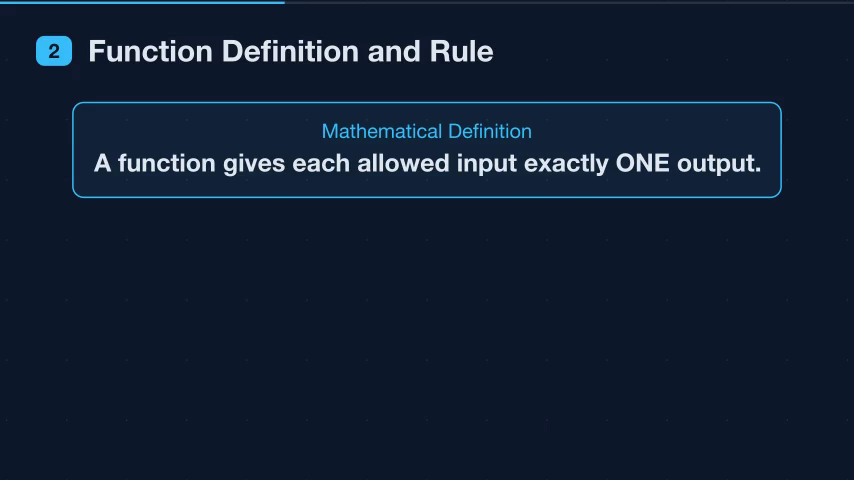 2 Function Definition and Rule
Mathematical Definition
A function gives each allowed input exactly ONE output.